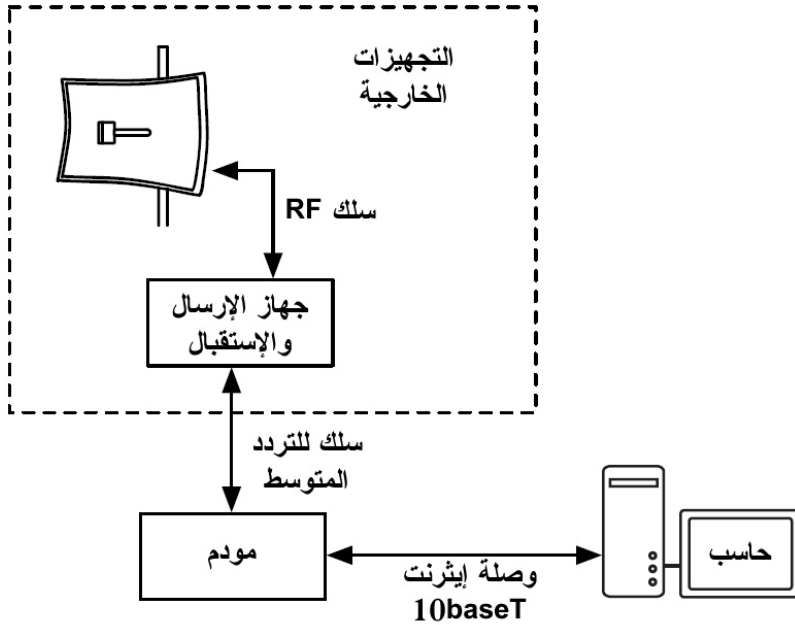 التجهيزات
الخارجية
سلك RF
جهاز الإرسال
والإستقبال
سلك للتردد
المتوسط
مودم
وصلة إيثرنت
10baseT
حاسب